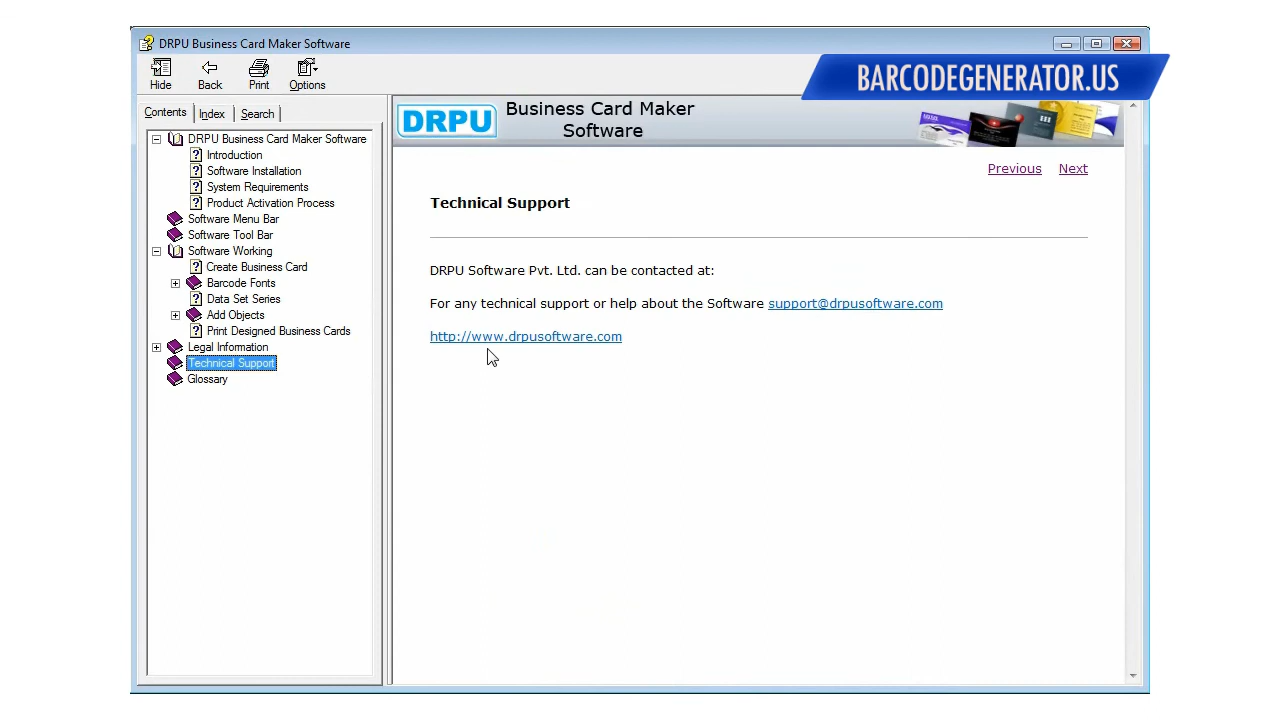 DRPU Business Card Maker Software
Hide Back Print Options
BARCODEGENERATOR.US
Contents Index Search
DRPU Business Card Maker Software
Introduction
Software Installation
System Requirements
Product Activation Process
Software Menu Bar
Software Tool Bar
Software Working
Create Business Card
Barcode Fonts
Data Set Series
Add Objects
Print Designed Business Cards
Legal Information
Technical Support
Glossary
DRPU
Business Card Maker
Software
Previous Next
Technical Support
DRPU Software Pvt. Ltd. can be contacted at:
For any technical support or help about the Software support@drpusoftware.com
http://www.drpusoftware.com